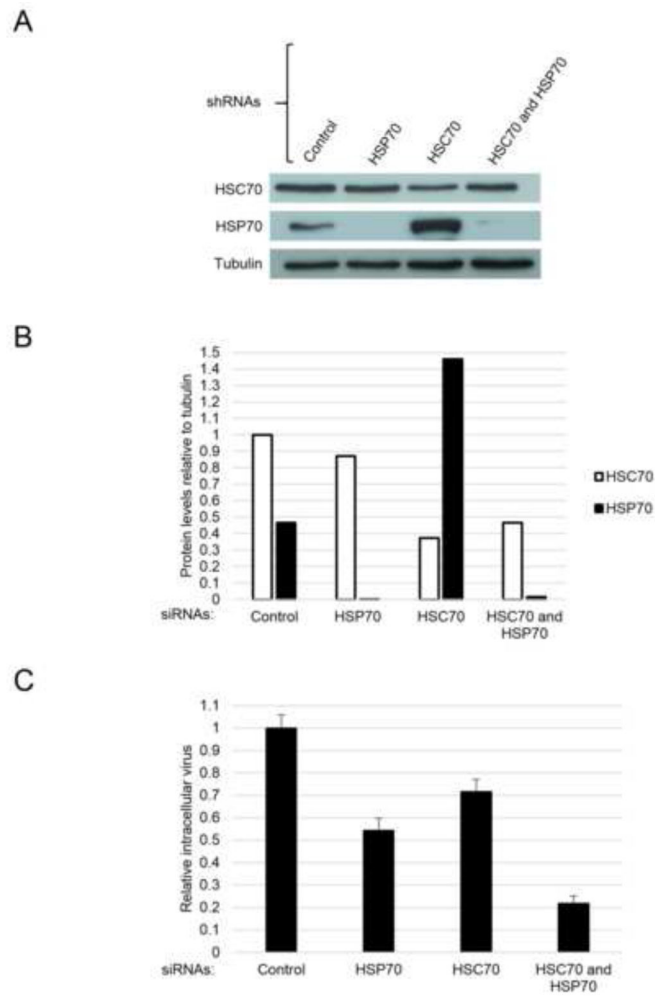 A
shRNAs
Control
HSP70
HSC70
HSC70 and HSP70
HSC70
HSP70
Tubulin
B
Protein levels relative to tubulin
1.5
1.4
1.3
1.2
1.1
1
0.9
0.8
0.7
0.6
0.5
0.4
0.3
0.2
0.1
0
HSC70
HSP70
siRNAs:
Control
HSP70
HSC70
HSC70 and
HSP70
C
Relative intracellular virus
1.1
1
0.9
0.8
0.7
0.6
0.5
0.4
0.3
0.2
0.1
0
siRNAs:
Control
HSP70
HSC70
HSC70 and
HSP70